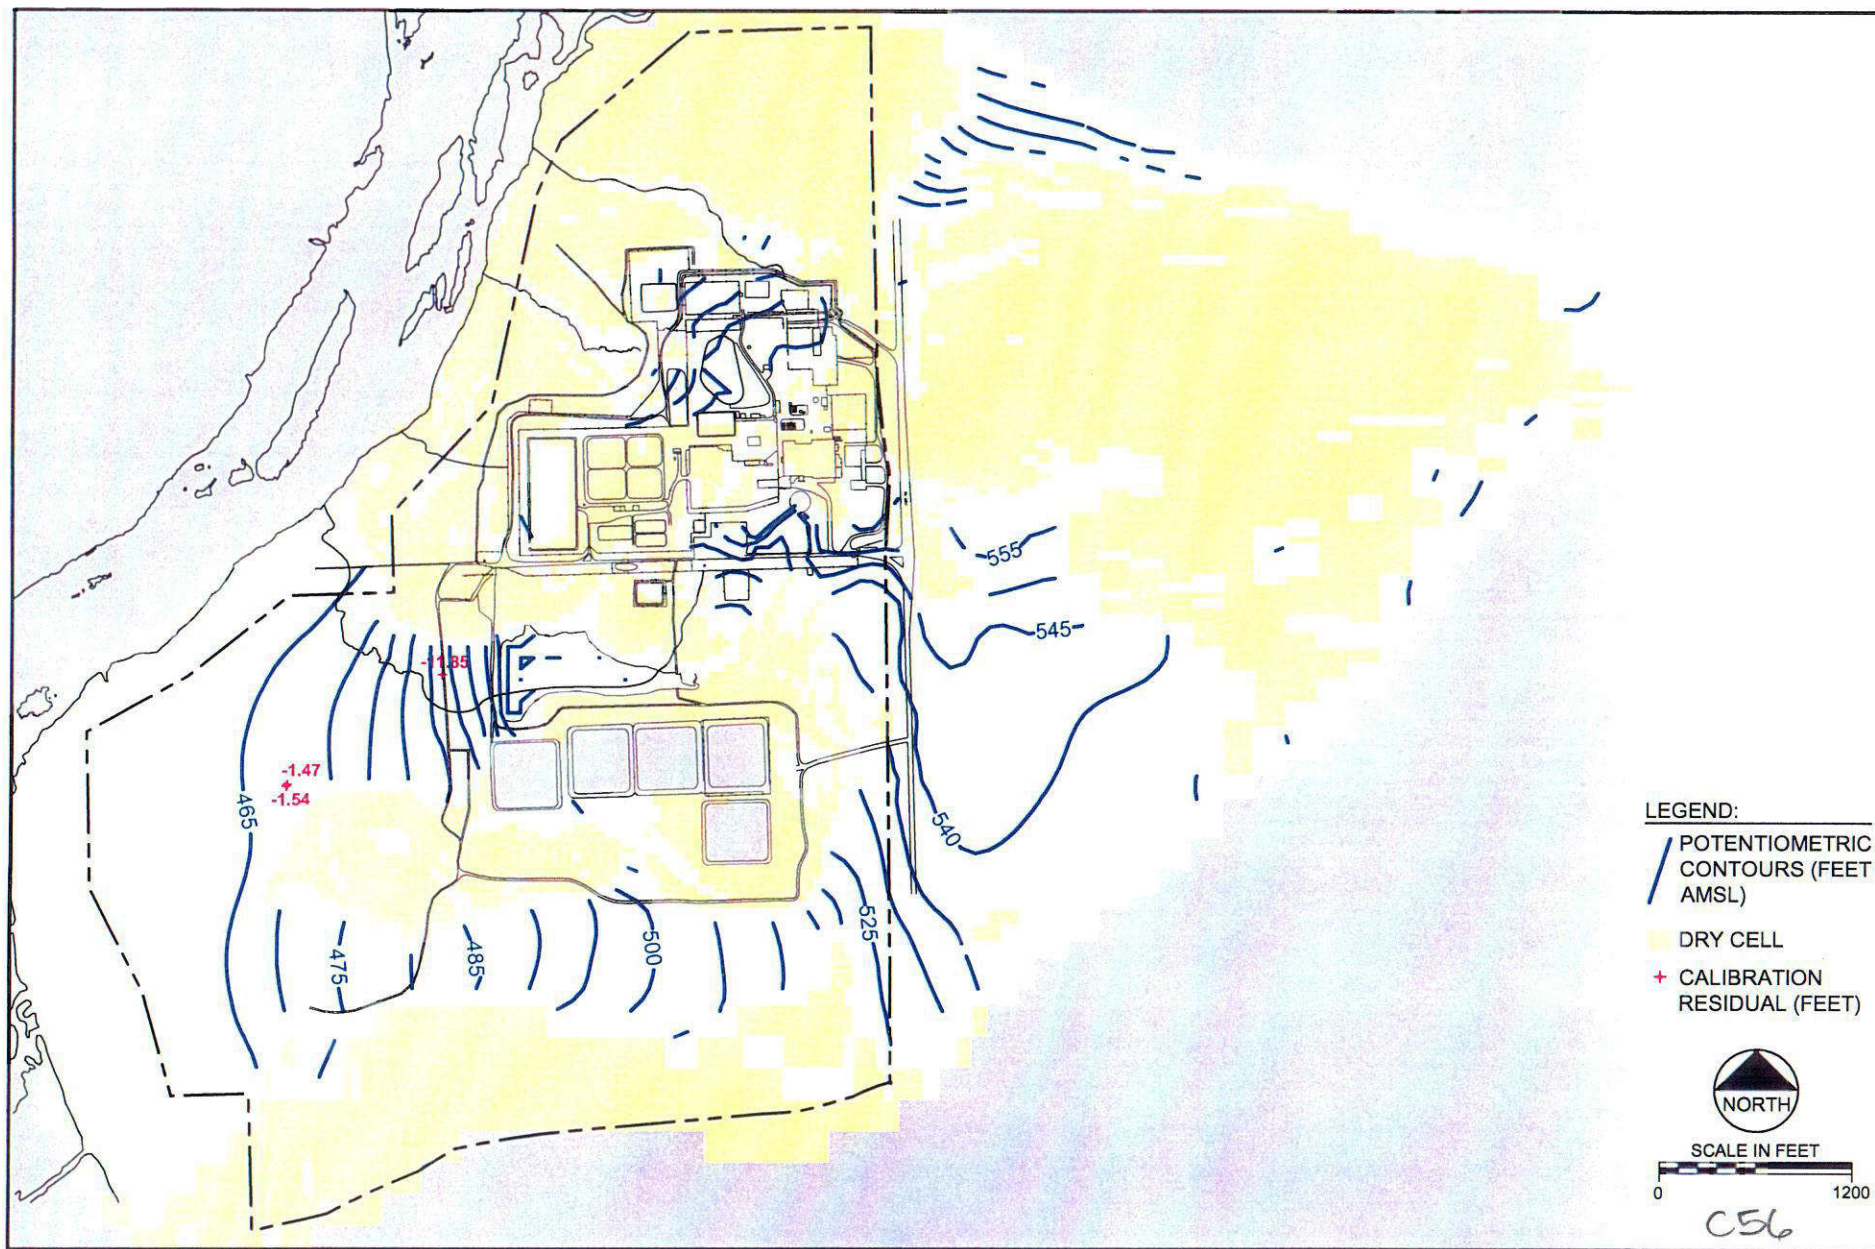 555
545
-11.85
-1.47
-1.54
465
540
525
500
485
475
LEGEND:
POTENTIOMETRIC
CONTOURS (FEET
AMSL)
DRY CELL
CALIBRATION
RESIDUAL (FEET)
NORTH
SCALE IN FEET
0 1200
C56